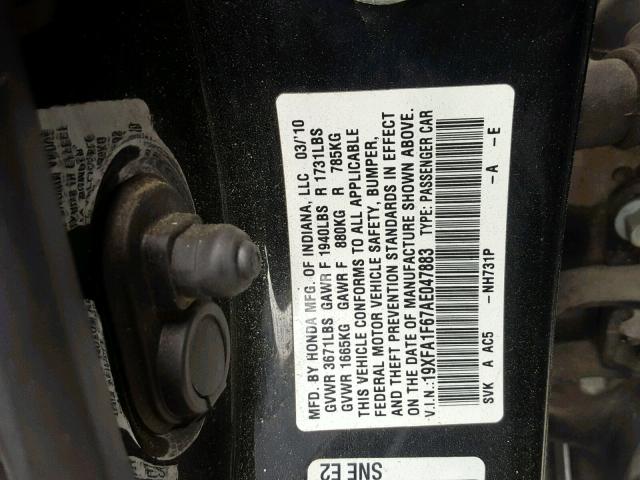 MFD. BY HONDA MFG. OF INDIANA, LLC 03/'10
GVWR 3671LBS GAWR F 1940LBS R 1731LBS
GVWR 1665KG GAWR F 880KG R 785KG
THIS VEHICLE CONFORMS TO ALL APPLICABLE
FEDERAL MOTOR VEHICLE SAFETY, BUMPER,
AND THEFT PREVENTION STANDARDS IN EFFECT
ON THE DATE OF MANUFACTURE SHOWN ABOVE.
V.I.N.:19XFA1F67AE047883 TYPE: PASSENGER CAR
SVK A AC5 -NH731P -A -E
SNE E2